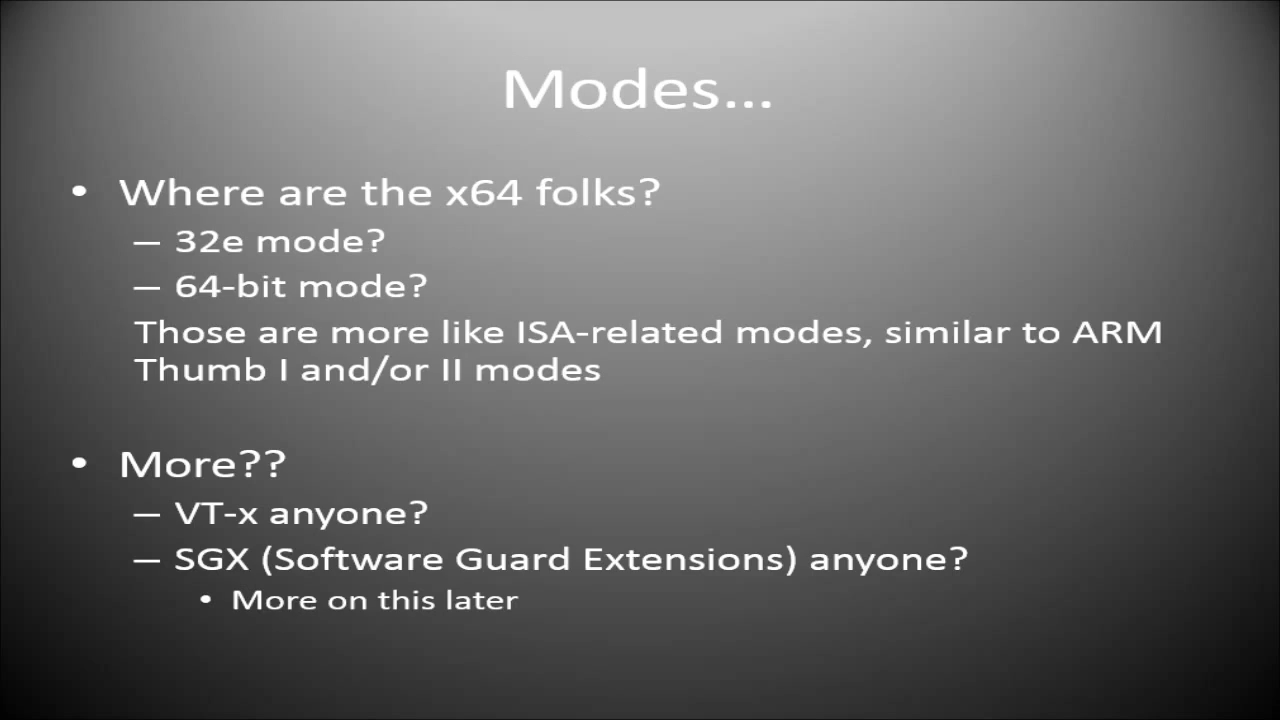 Modes...
• Where are the x64 folks?
– 32e mode?
– 64-bit mode?
Those are more like ISA-related modes, similar to ARM
Thumb I and/or II modes
• More??
– VT-x anyone?
– SGX (Software Guard Extensions) anyone?
• More on this later